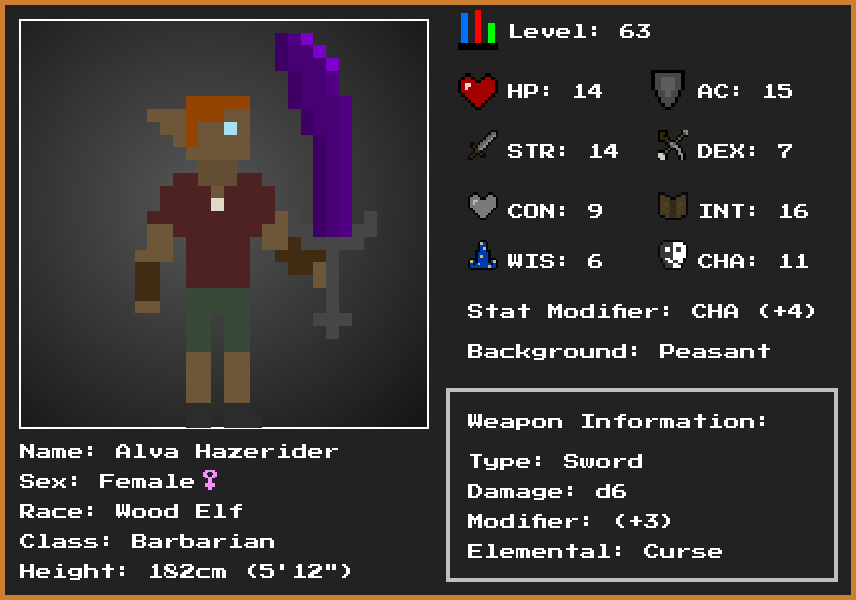 Level: 63
HP: 14
AC: 15
STR: 14
DEX: 7
CON: 9
INT: 16
WIS: 6
CHA: 11
Stat Modifier: CHA (+4)
Background: Peasant
Weapon Information:
Type: Sword
Damage: d6
Modifier: (+3)
Elemental: Curse
Name: Alva Hazerider
Sex: Female♀
Race: Wood Elf
Class: Barbarian
Height: 182cm (5'12")